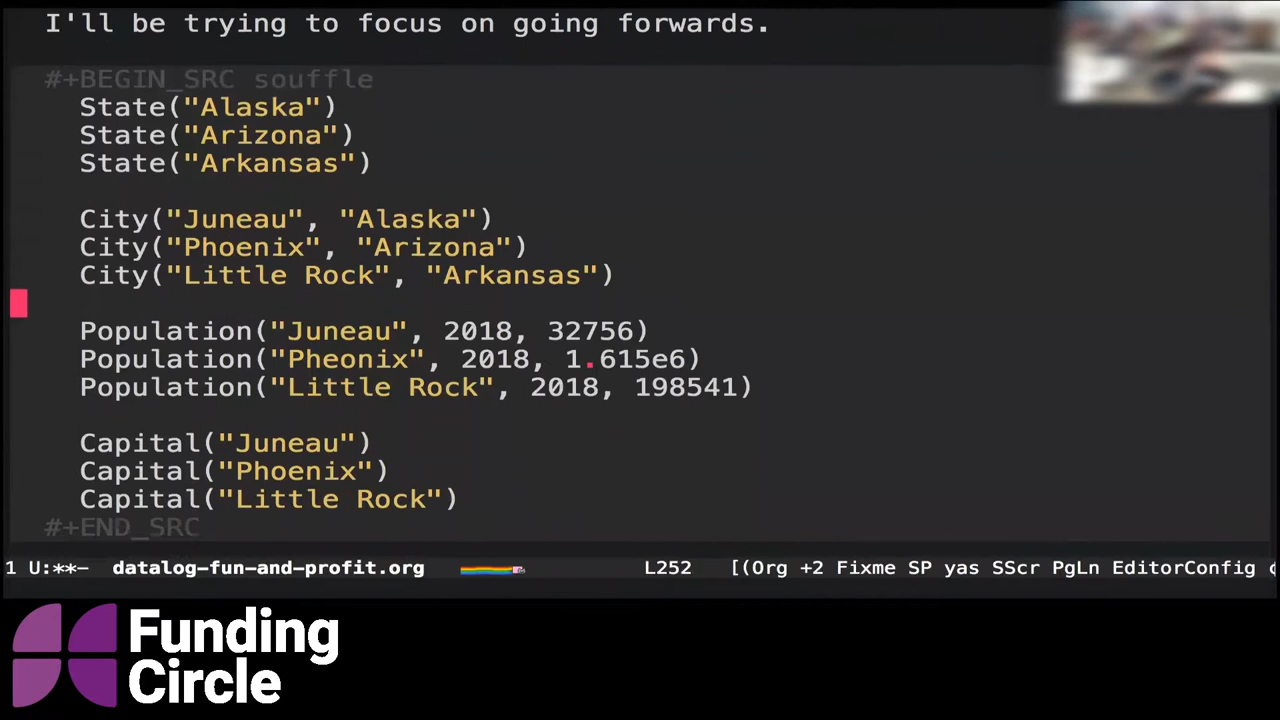 I'll be trying to focus on going forwards.
#+BEGIN_SRC souffle
State("Alaska")
State("Arizona")
State("Arkansas")
City("Juneau", "Alaska")
City("Phoenix", "Arizona")
City("Little Rock", "Arkansas")
Population("Juneau", 2018, 32756)
Population("Pheonix", 2018, 1.615e6)
Population("Little Rock", 2018, 198541)
Capital("Juneau")
Capital("Phoenix")
Capital("Little Rock")
#+END_SRC
1 U:**- datalog-fun-and-profit.org L252 [(Org +2 Fixme SP yas SScr PgLn EditorConfig
Funding
Circle